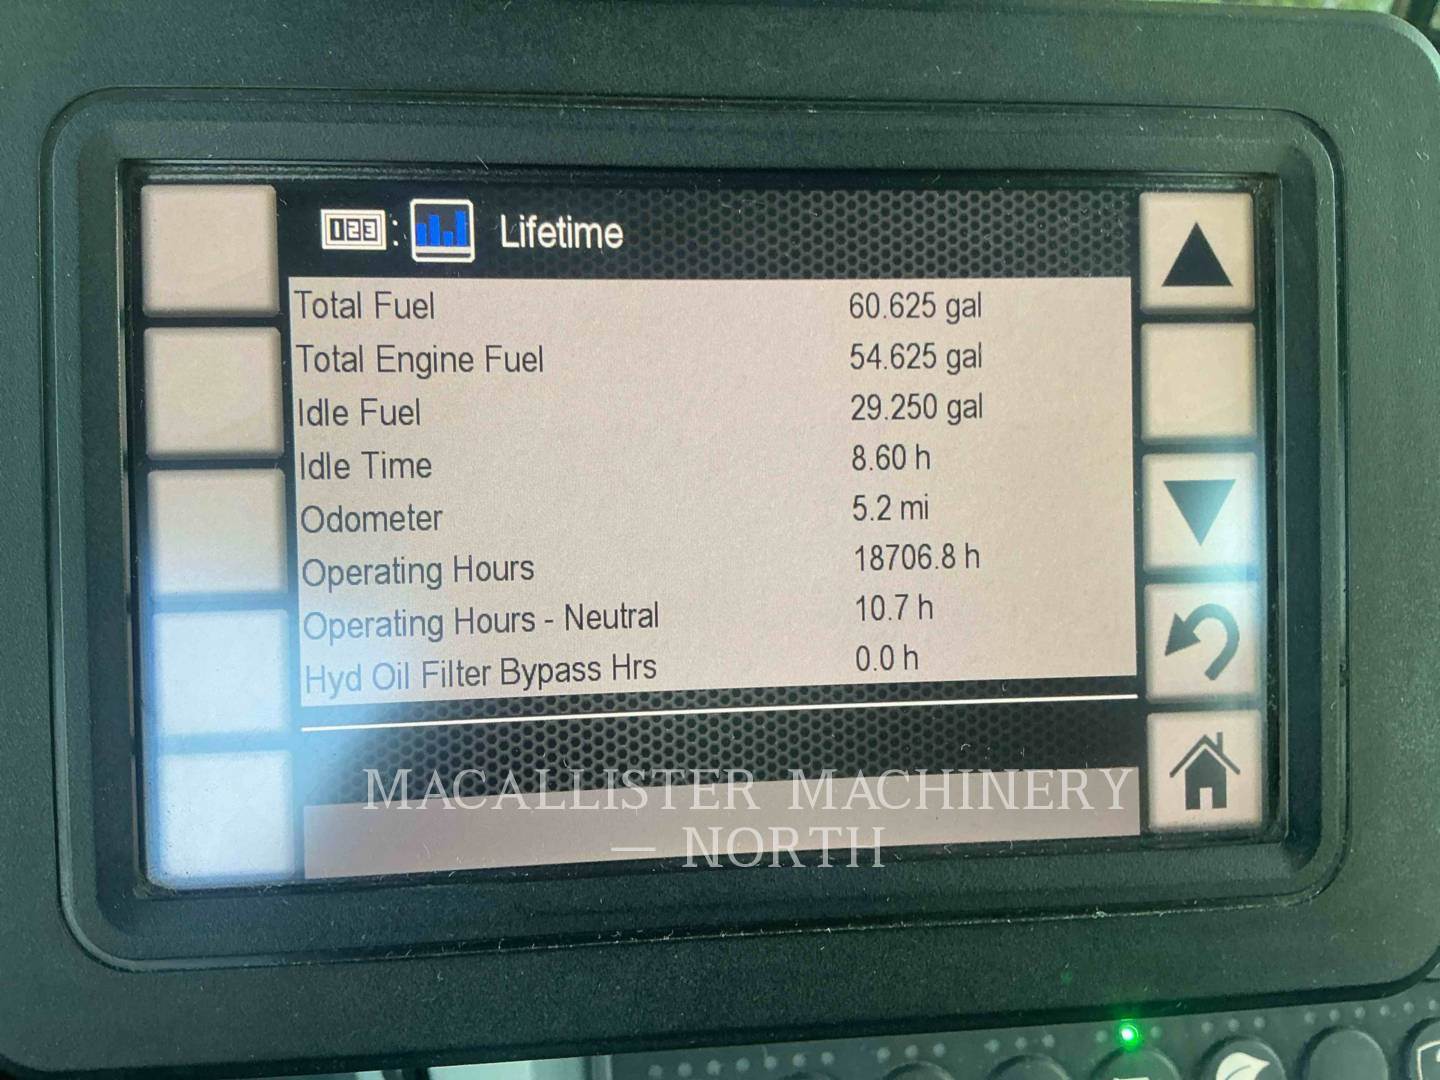 123 : Lifetime
Total Fuel 60.625 gal
Total Engine Fuel 54.625 gal
Idle Fuel 29.250 gal
Idle Time 8.60 h
Odometer 5.2 mi
Operating Hours 18706.8 h
Operating Hours - Neutral 10.7 h
Hyd Oil Filter Bypass Hrs 0.0 h
MACALLISTER MACHINERY
— NORTH